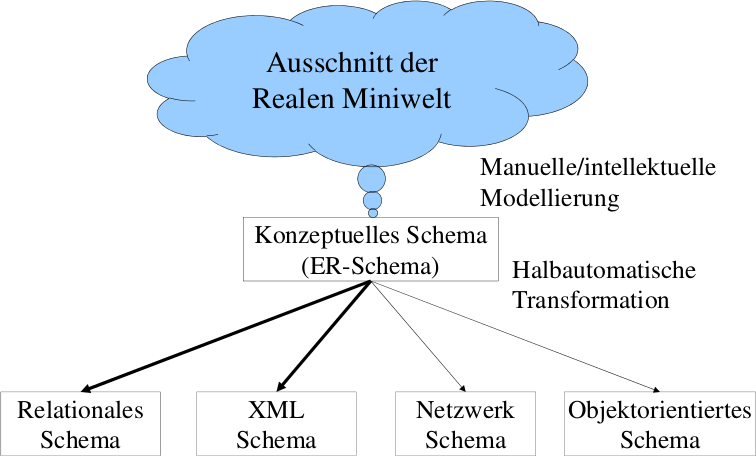 Ausschnitt der
Realen Miniwelt
Manuelle/intellektuelle
Modellierung
Konzeptuelles Schema
(ER-Schema)
Halbautomatische
Transformation
Relationales
Schema
XML
Schema
Netzwerk
Schema
Objektorientiertes
Schema